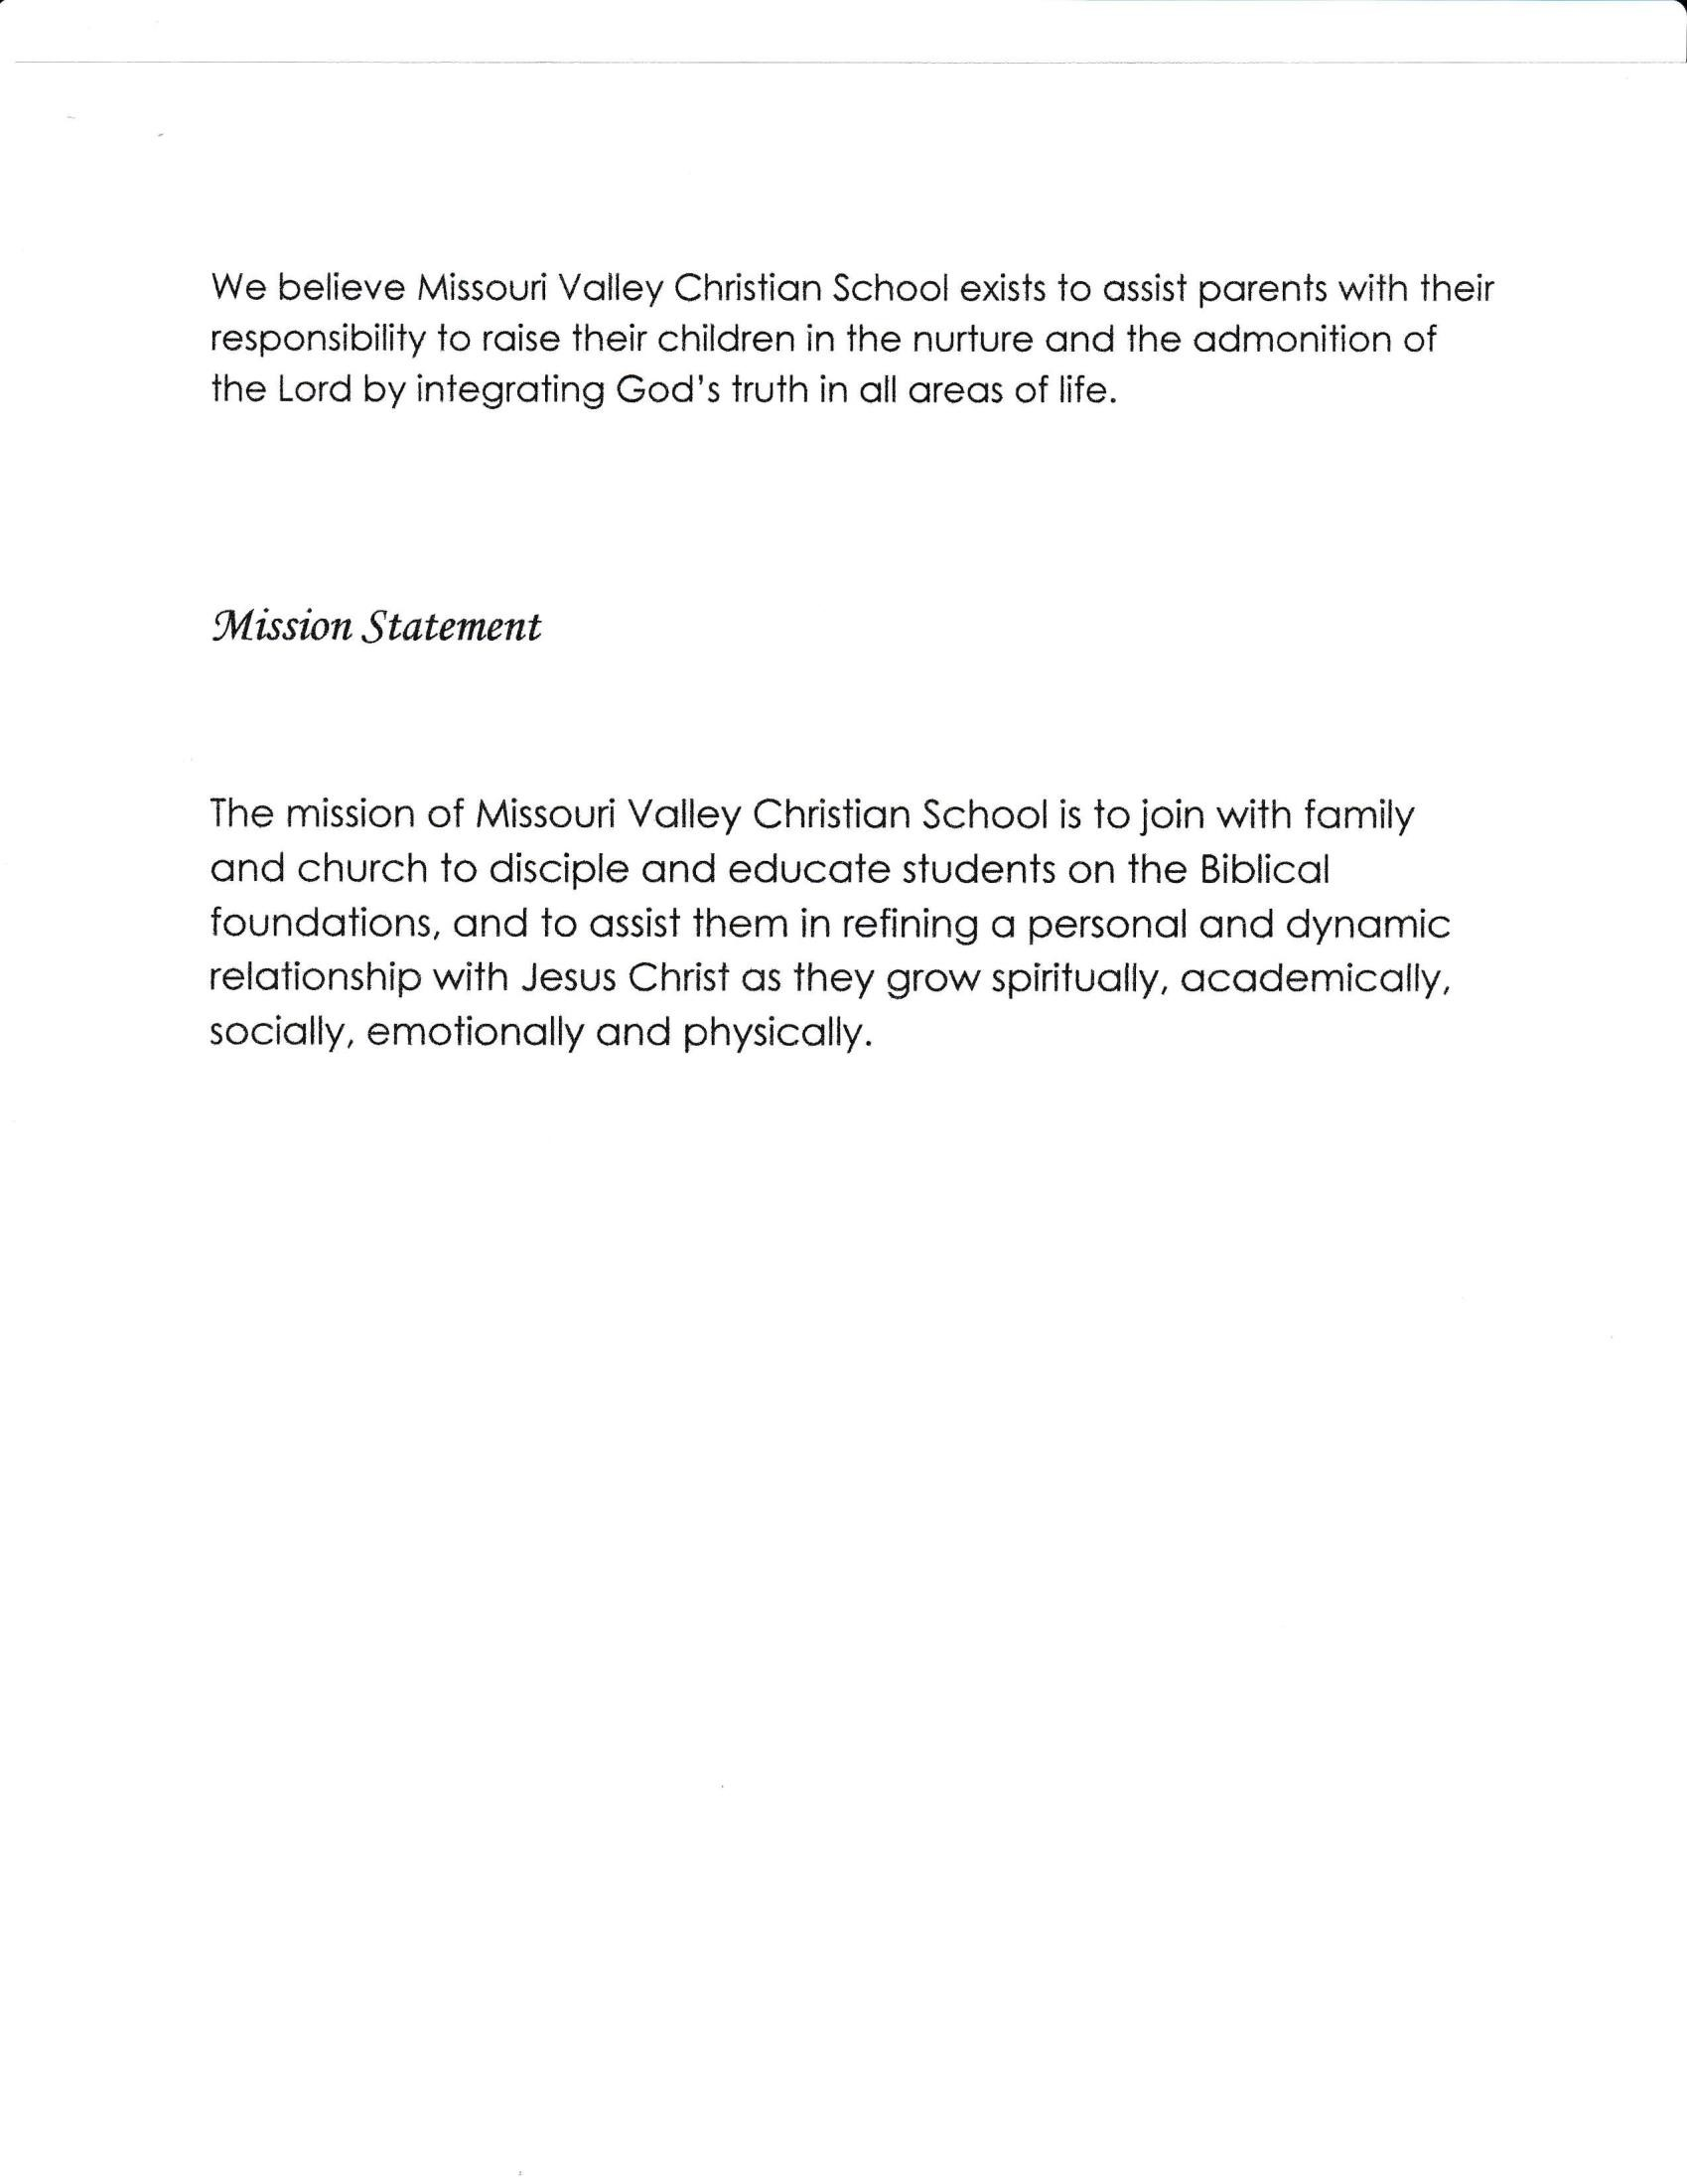 We believe Missouri Valley Christian School exists to assist parents with their
responsibility to raise their children in the nurture and the admonition of
the Lord by integrating God's truth in all areas of life.
Mission Statement
The mission of Missouri Valley Christian School is to join with family
and church to disciple and educate students on the Biblical
foundations, and to assist them in refining a personal and dynamic
relationship with Jesus Christ as they grow spiritually, academically,
socially, emotionally and physically.